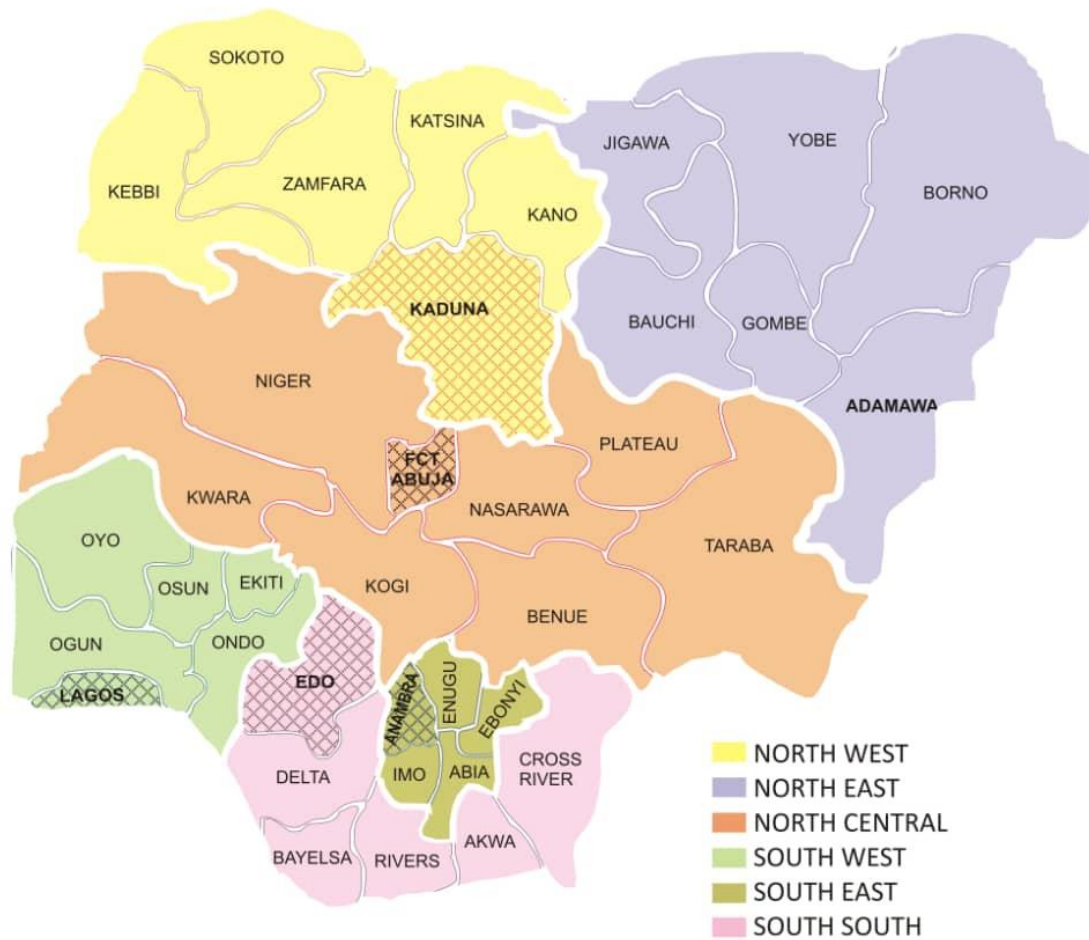 SOKOTO
KATSINA
JIGAWA
YOBE
BORNO
KEBBI
ZAMFARA
KANO
KADUNA
BAUCHI
GOMBE
ADAMAWA
NIGER
PLATEAU
FCT
ABUJA
KWARA
NASARAWA
TARABA
OYO
OSUN
EKITI
KOGI
BENUE
OGUN
ONDO
LAGOS
EDO
ANAMBRA
ENUGU
EBONYI
DELTA
IMO
ABIA
CROSS
RIVER
BAYELSA
RIVERS
AKWA
NORTH WEST
NORTH EAST
NORTH CENTRAL
SOUTH WEST
SOUTH EAST
SOUTH SOUTH